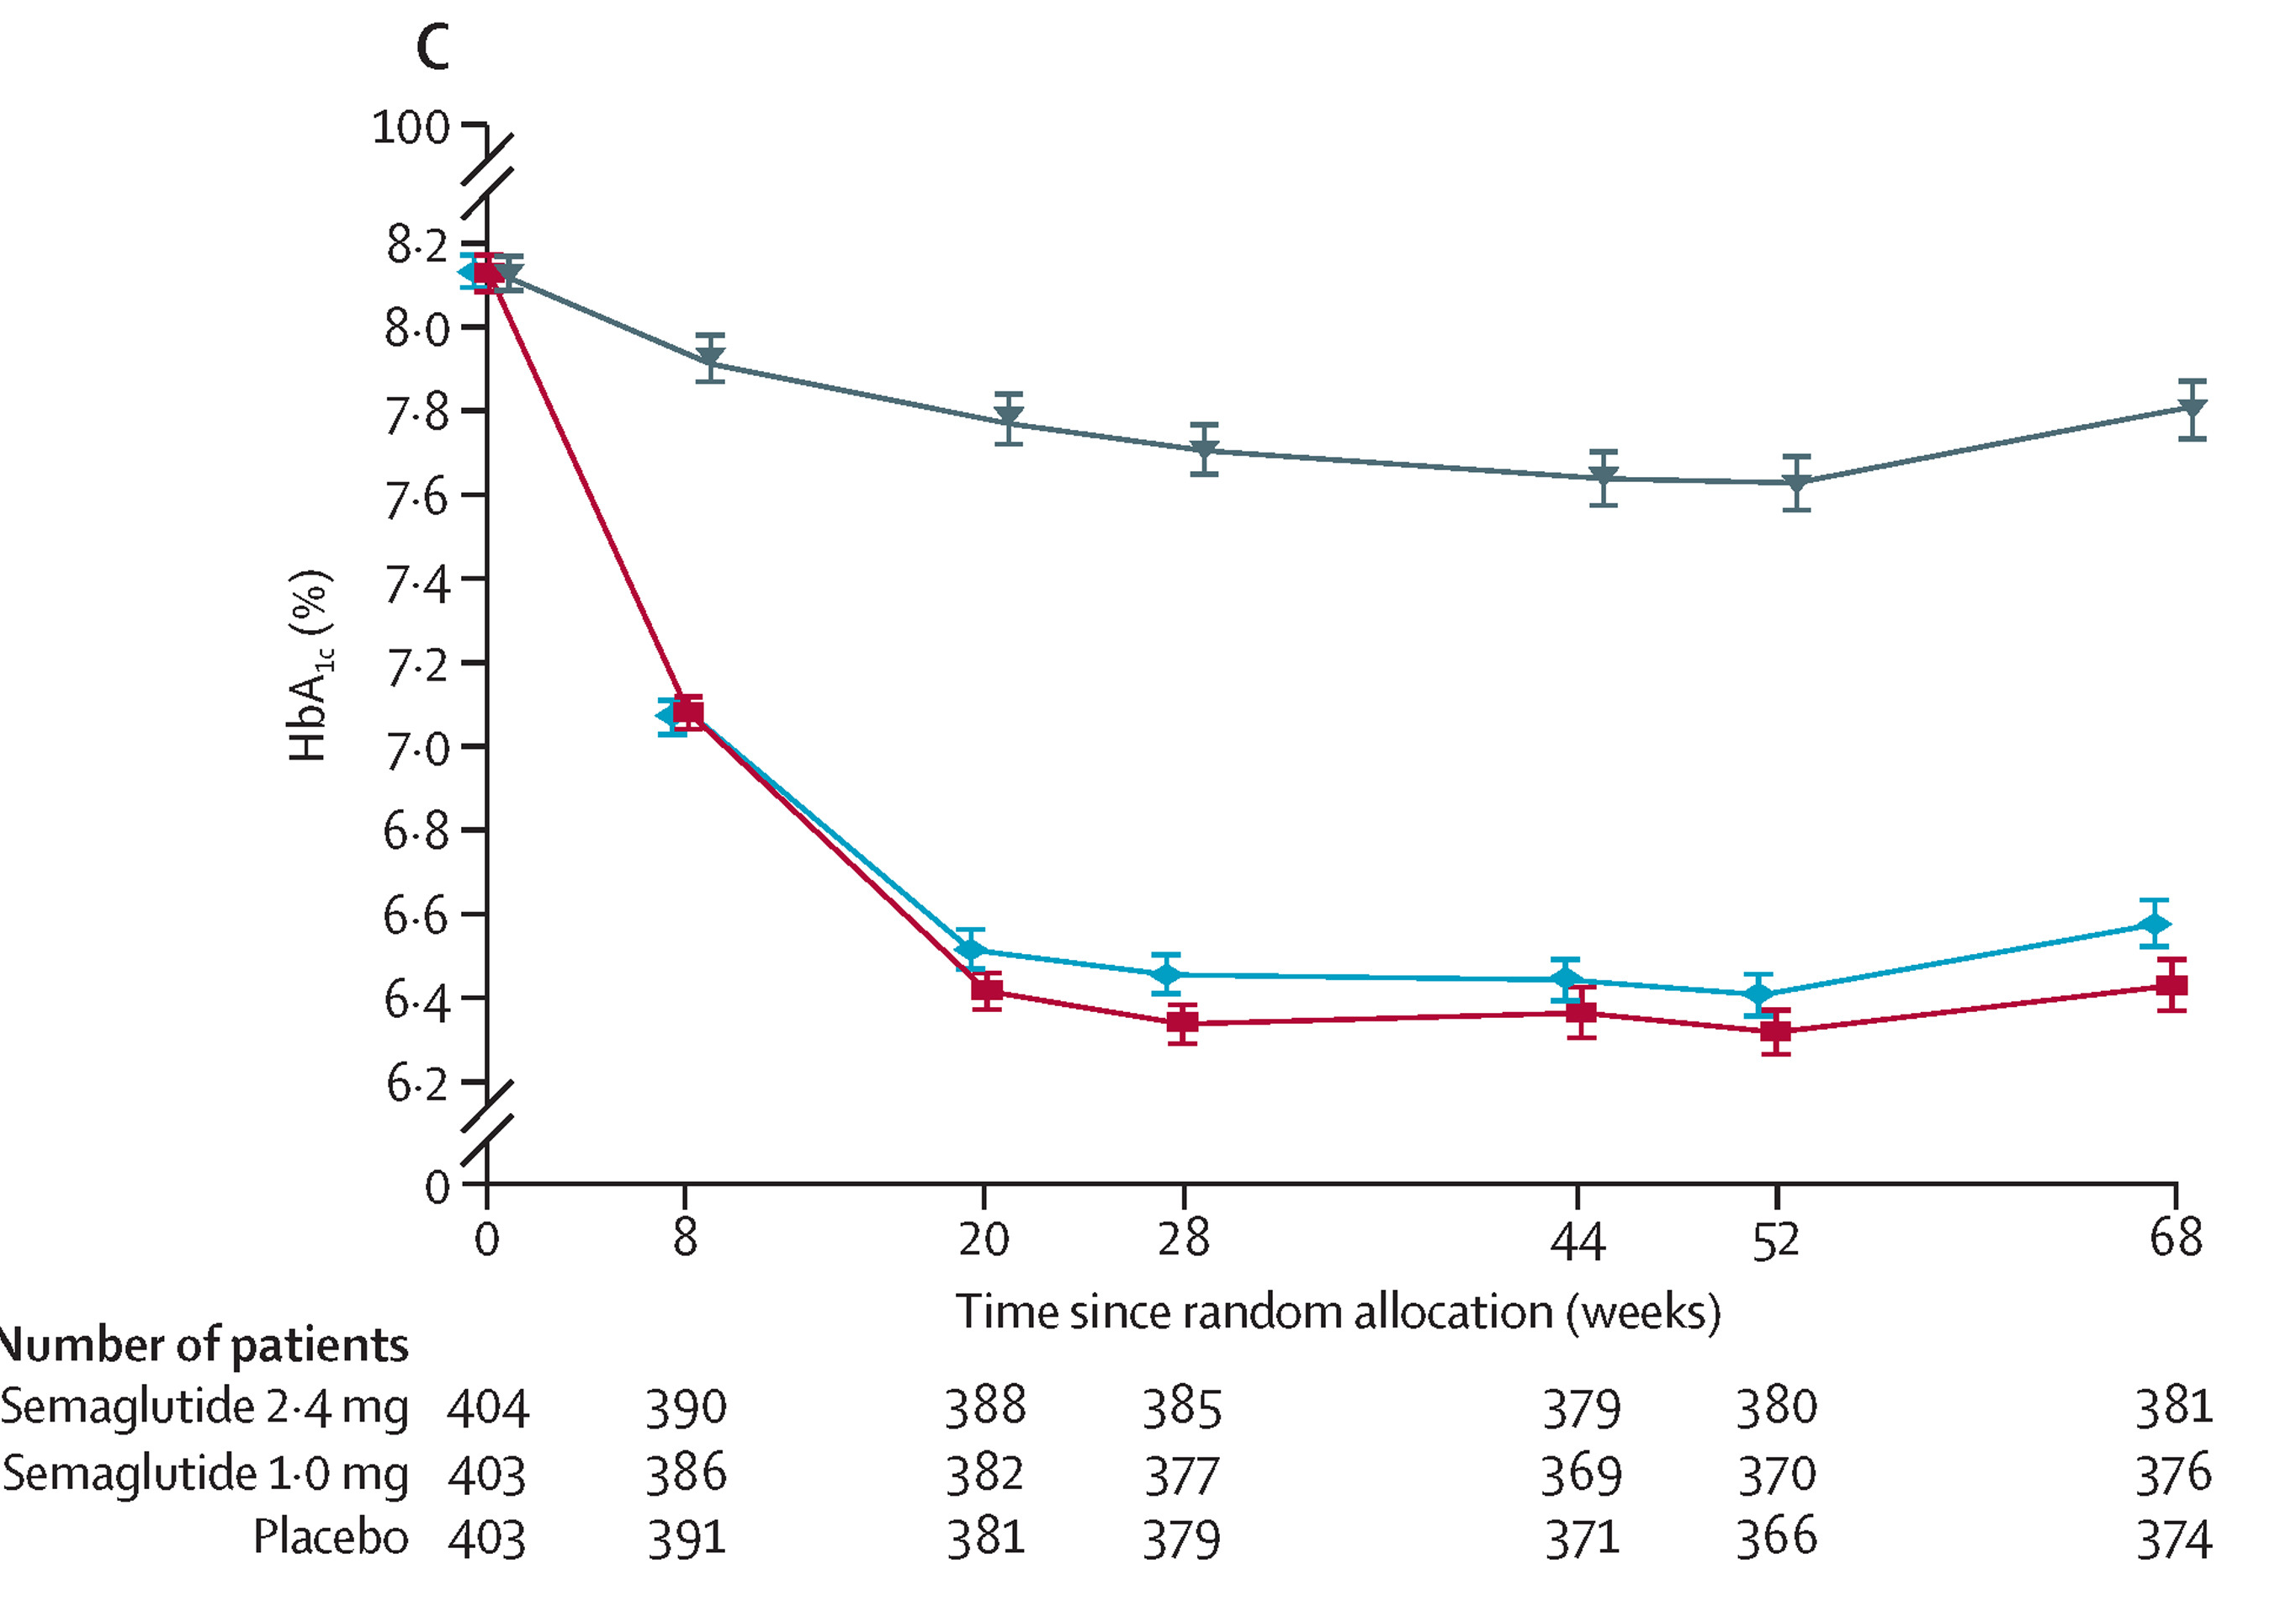 C
100
8·2
8·0
7·8
7·6
7·4
7·2
7·0
6·8
6·6
6·4
6·2
0
HbA1c (%)
0 8 20 28 44 52 68
Time since random allocation (weeks)
Number of patients
Semaglutide 2·4 mg 404 390 388 385 379 380 381
Semaglutide 1·0 mg 403 386 382 377 369 370 376
Placebo 403 391 381 379 371 366 374